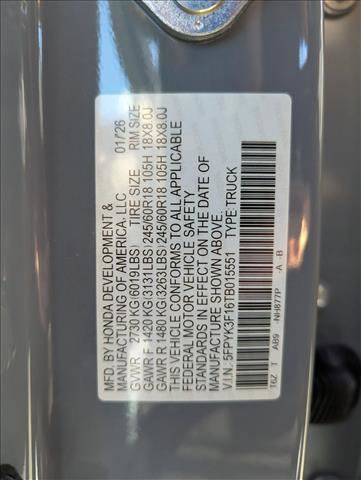 MFD. BY HONDA DEVELOPMENT &
MANUFACTURING OF AMERICA, LLC. 01/26
GVWR 2730 KG(6019LBS) TIRE SIZE RIM SIZE
GAWR F 1420 KG(3131LBS) 245/60R18 105H 18X8.0J
GAWR R 1480 KG(3263LBS) 245/60R18 105H 18X8.0J
THIS VEHICLE CONFORMS TO ALL APPLICABLE
FEDERAL MOTOR VEHICLE SAFETY
STANDARDS IN EFFECT ON THE DATE OF
MANUFACTURE SHOWN ABOVE.
V.I.N. 5FPYK3F16TB015551 TYPE:TRUCK
T6Z T AB9 -NH877P -A -B